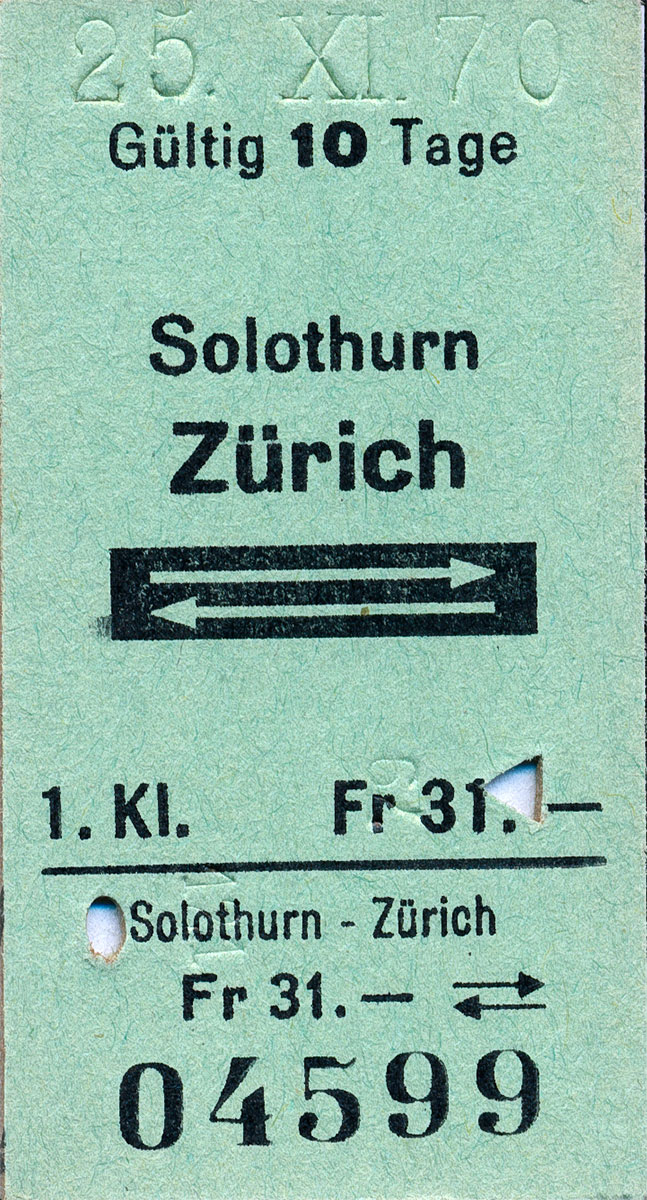 25. XI. 70
Gültig 10 Tage
Solothurn
Zürich
1. Kl. Fr 31.—
Solothurn - Zürich
Fr 31.—
04599